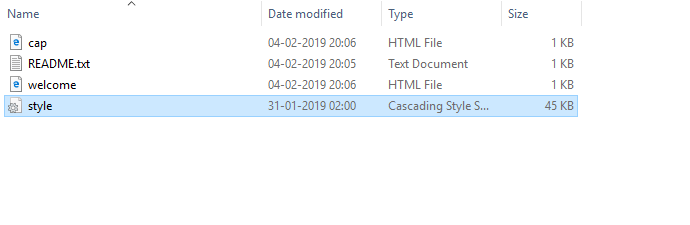 Name Date modified Type Size
cap 04-02-2019 20:06 HTML File 1 KB
README.txt 04-02-2019 20:05 Text Document 1 KB
welcome 04-02-2019 20:06 HTML File 1 KB
style 31-01-2019 02:00 Cascading Style S... 45 KB